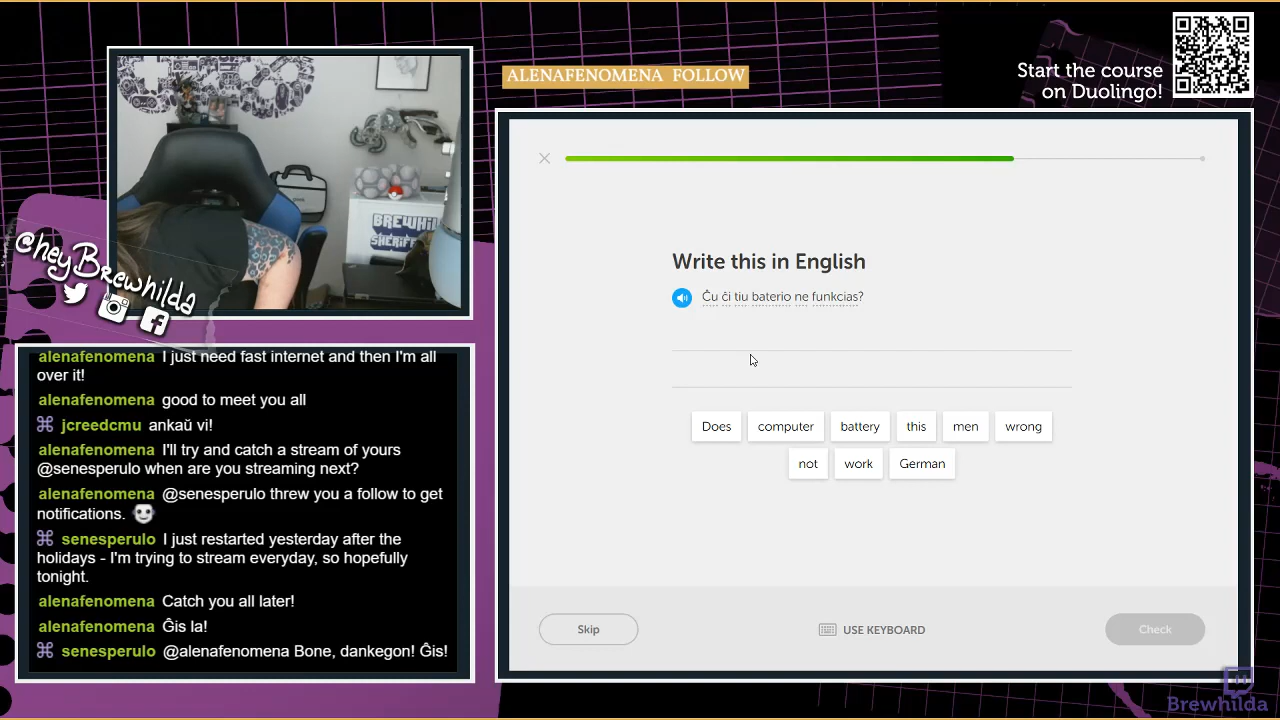 ALENAFENOMENA FOLLOW
Start the course
on Duolingo!
@heyBrewhilda
BREWHIL
SHERIFF
Write this in English
Ĉu ĉi tiu baterio ne funkcias?
Does computer battery this men wrong
not work German
Skip
USE KEYBOARD
Check
alenafenomena I just need fast internet and then I'm all
over it!
alenafenomena good to meet you all
jcreedcmu ankaŭ vi!
alenafenomena I'll try and catch a stream of yours
@senesperulo when are you streaming next?
alenafenomena @senesperulo threw you a follow to get
notifications.
senesperulo I just restarted yesterday after the
holidays - I'm trying to stream everyday, so hopefully
tonight.
alenafenomena Catch you all later!
alenafenomena Ĝis la!
senesperulo @alenafenomena Bone, dankegon! Ĝis!
Brewhilda